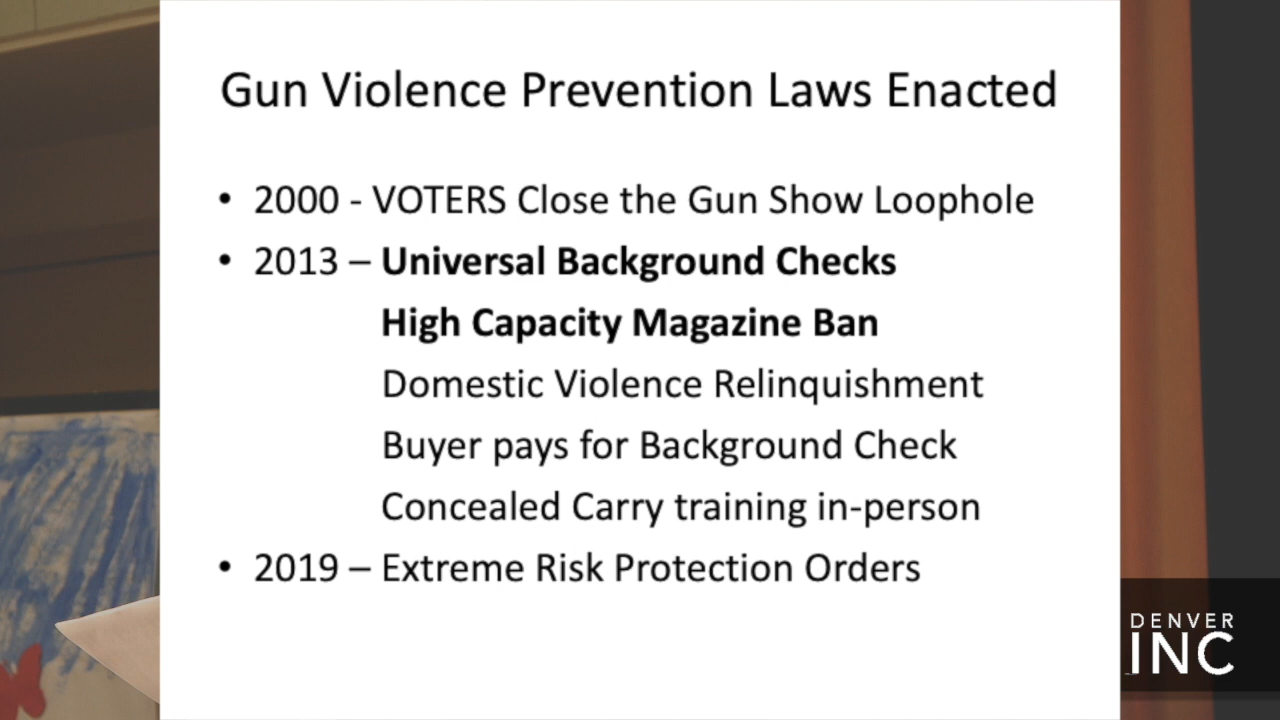 Gun Violence Prevention Laws Enacted
• 2000 - VOTERS Close the Gun Show Loophole
• 2013 – Universal Background Checks
High Capacity Magazine Ban
Domestic Violence Relinquishment
Buyer pays for Background Check
Concealed Carry training in-person
• 2019 – Extreme Risk Protection Orders
DENVER
INC